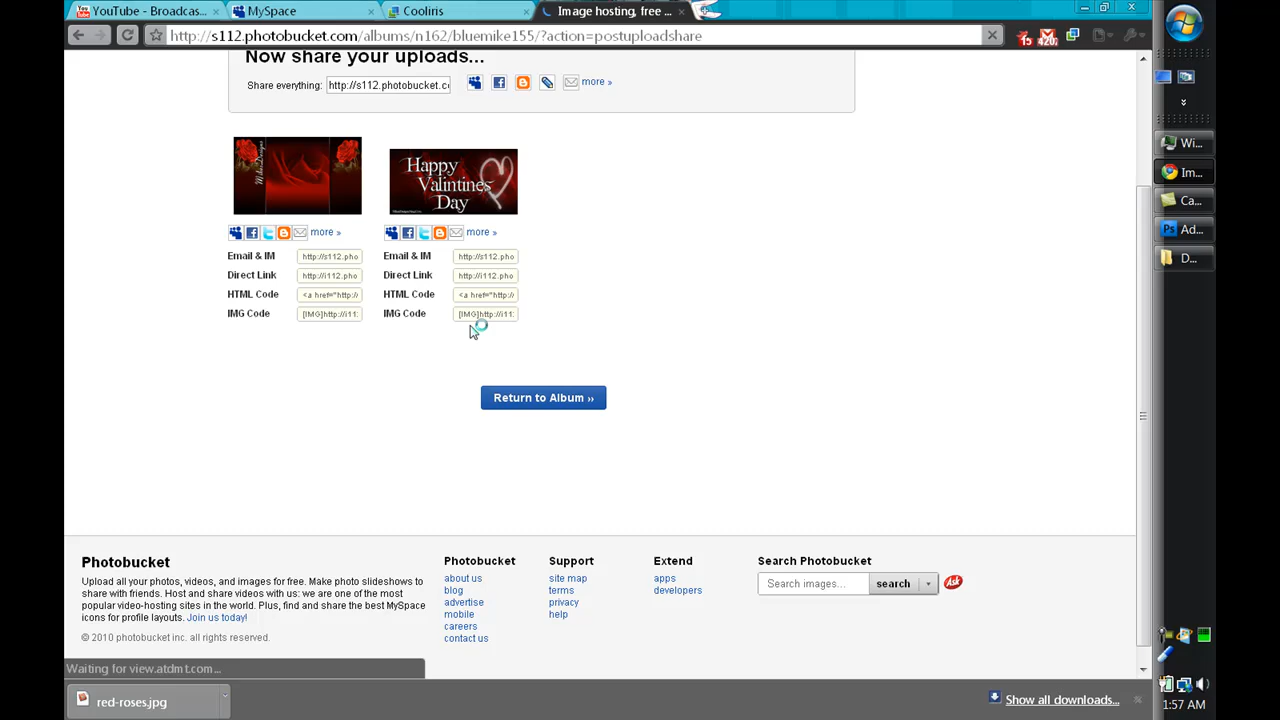 YouTube - Broadcas...
MySpace
Cooliris
Image hosting, free ...
http://s112.photobucket.com/albums/n162/bluemike155/?action=postuploadshare
15
420
Now share your uploads...
Share everything:
http://s112.photobucket.c
more »
Happy
Valintines
Day
more »
more »
Email & IM
http://s112.pho
Email & IM
http://s112.pho
Direct Link
http://i112.pho
Direct Link
http://i112.pho
HTML Code
<a href="http:/
HTML Code
<a href="http:/
IMG Code
[IMG]http://i11
IMG Code
[IMG]http://i11
Return to Album ››
Photobucket
Upload all your photos, videos, and images for free. Make photo slideshows to
share with friends. Host and share videos with us: we are one of the most
popular video-hosting sites in the world. Plus, find and share the best MySpace
icons for profile layouts. Join us today!
© 2010 photobucket inc. all rights reserved.
Photobucket
about us
blog
advertise
mobile
careers
contact us
Support
site map
terms
privacy
help
Extend
apps
developers
Search Photobucket
Search images...
search
Ask
Waiting for view.atdmt.com...
red-roses.jpg
Show all downloads...
Wi...
Im...
Ca...
Ps
Ad...
D...
1:57 AM